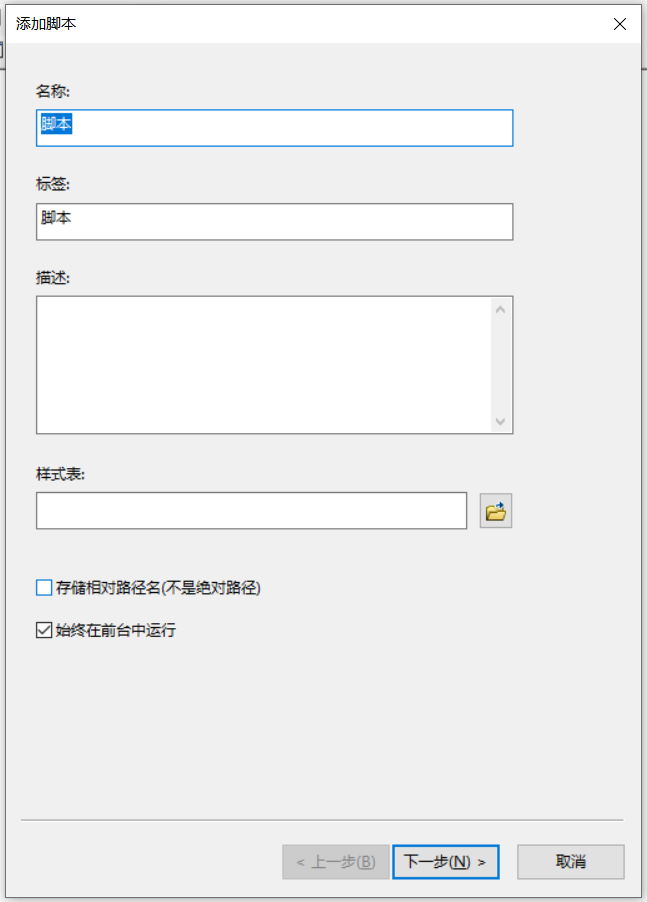 添加脚本
名称:
脚本
标签:
脚本
描述:
样式表:
存储相对路径名(不是绝对路径)
始终在前台中运行
< 上一步(B) 下一步(N) > 取消